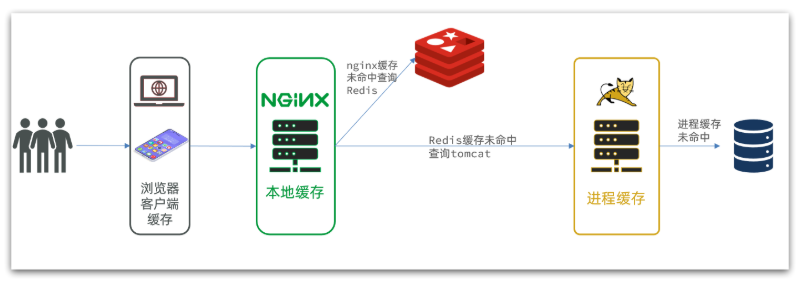 浏览器
客户端
缓存
NGINX
本地缓存
nginx缓存
未命中查询
Redis
Redis缓存未命中
查询tomcat
进程缓存
进程缓存
未命中